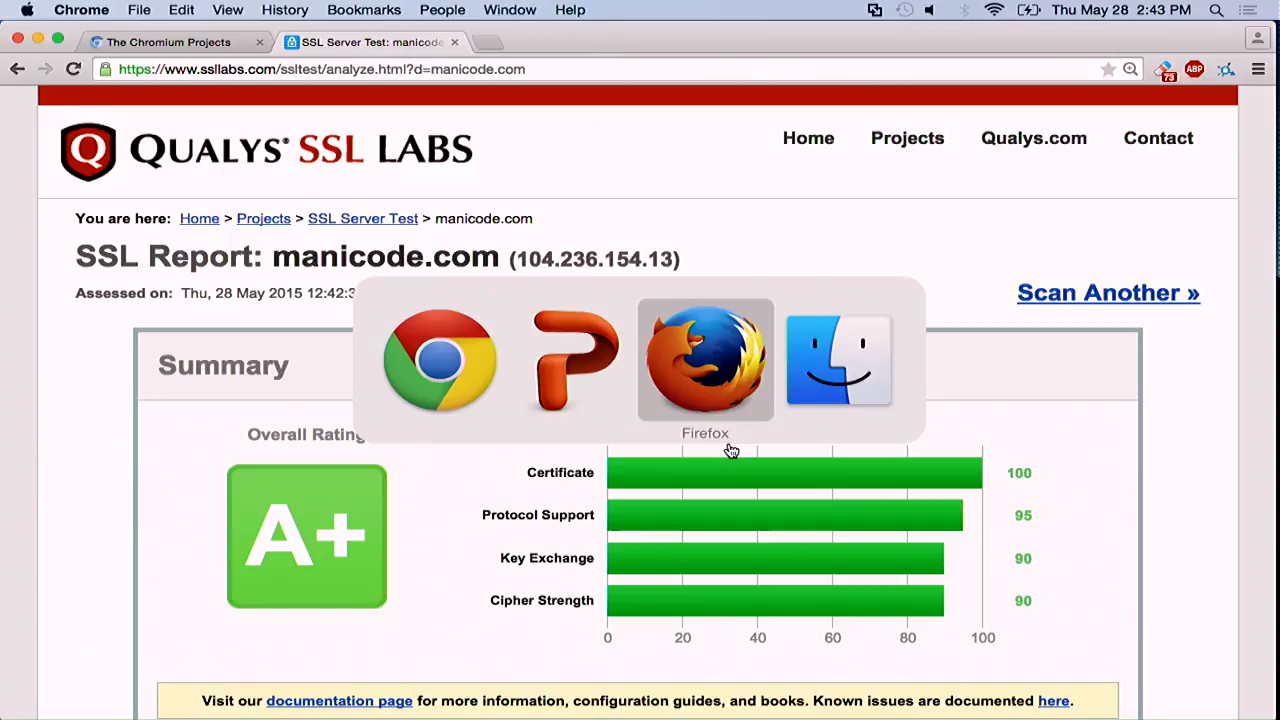 Chrome File Edit View History Bookmarks People Window Help Thu May 28 2:43 PM
The Chromium Projects SSL Server Test: manicode
https://www.ssllabs.com/ssltest/analyze.html?d=manicode.com 73 ABP
QUALYS® SSL LABS
Home Projects Qualys.com Contact
You are here: Home > Projects > SSL Server Test > manicode.com
SSL Report: manicode.com (104.236.154.13)
Assessed on: Thu, 28 May 2015 12:42:3
Scan Another »
Summary
Firefox
Overall Rating
A+
Certificate 100
Protocol Support 95
Key Exchange 90
Cipher Strength 90
0 20 40 60 80 100
Visit our documentation page for more information, configuration guides, and books. Known issues are documented here.